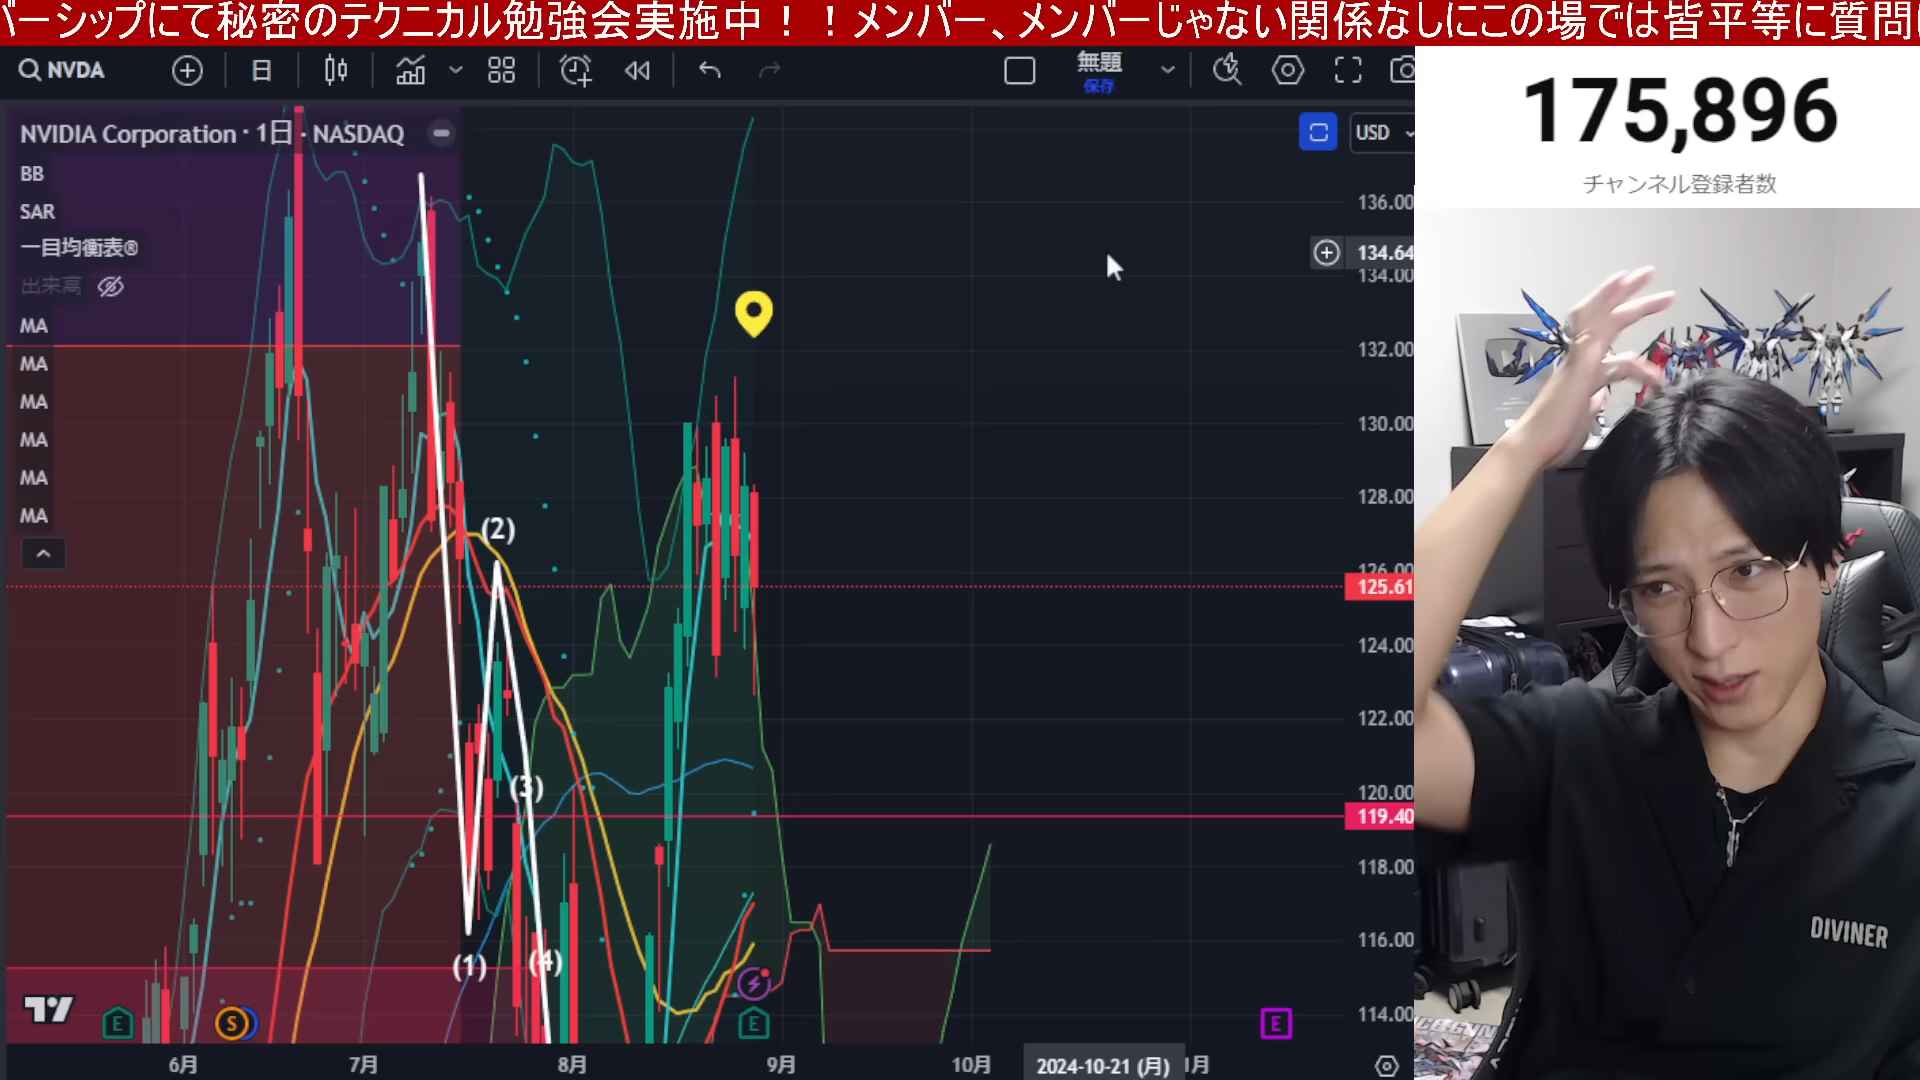 バーシップにて秘密のテクニカル勉強会実施中！！メンバー、メンバーじゃない関係なしにこの場では皆平等に質問
NVDA
日
無題
保存
175,896
チャンネル登録者数
NVIDIA Corporation · 1日 · NASDAQ
USD
BB
SAR
一目均衡表®
出来高
MA
MA
MA
MA
MA
MA
136.00
134.64
134.00
132.00
130.00
128.00
126.00
125.61
124.00
122.00
120.00
119.40
118.00
116.00
114.00
(2)
(3)
(1)
(4)
E
S
E
E
6月
7月
8月
9月
10月
2024-10-21 (月)
1月
DIVINER